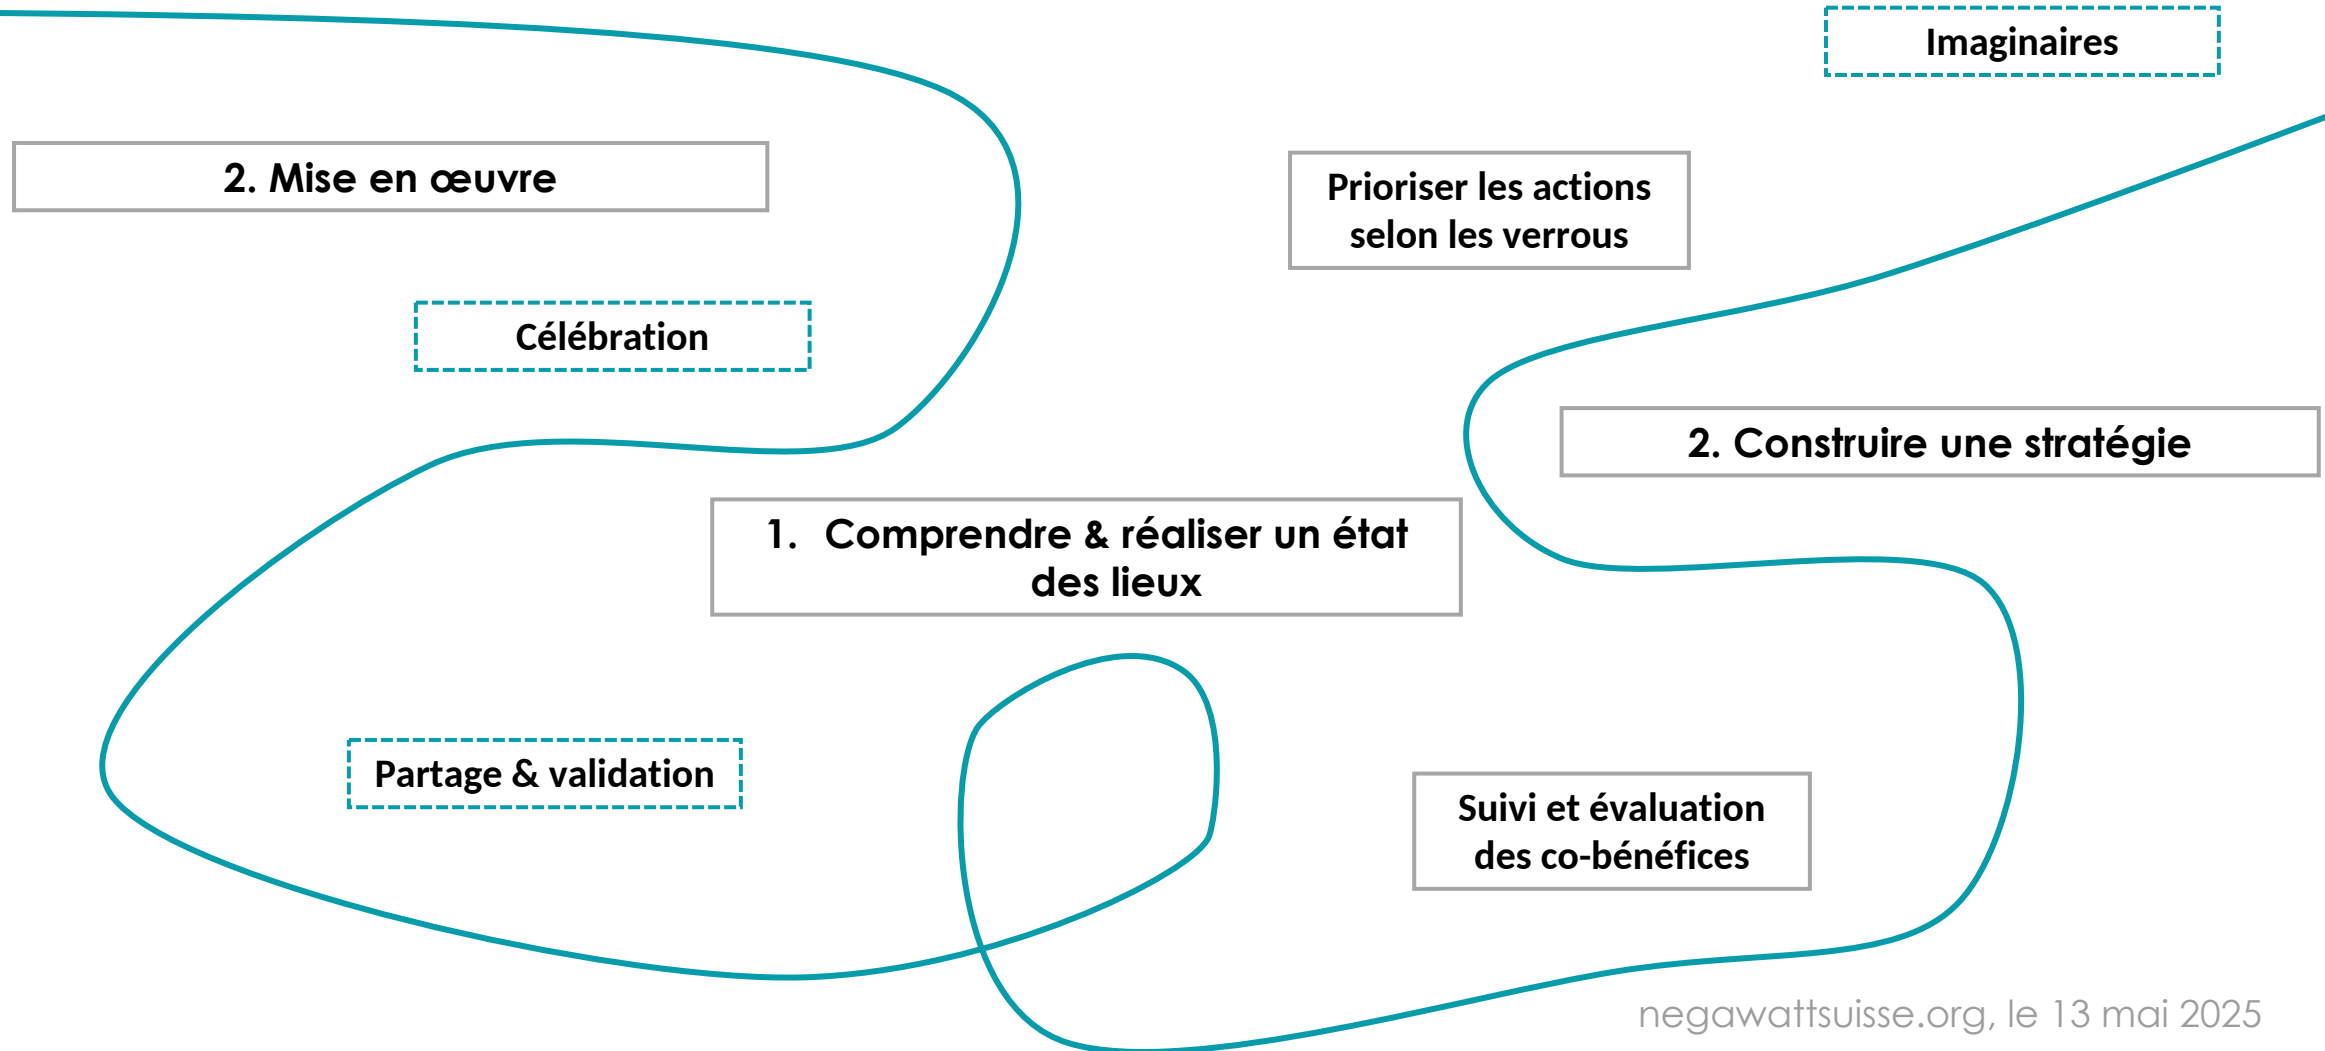 Imaginaires
2. Mise en œuvre
Prioriser les actions
selon les verrous
Célébration
2. Construire une stratégie
1. Comprendre & réaliser un état
des lieux
Partage & validation
Suivi et évaluation
des co-bénéfices
negawattsuisse.org, le 13 mai 2025